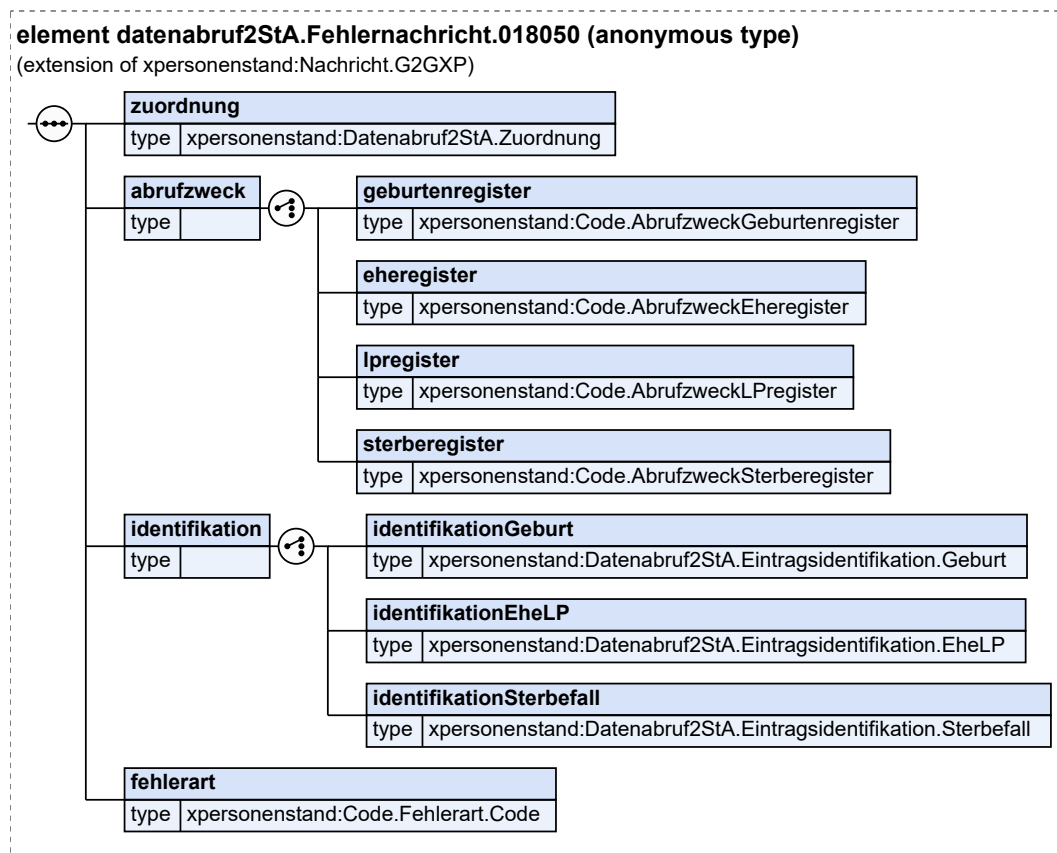 element datenabruf2StA.Fehlernachricht.018050 (anonymous type)
(extension of xpersonenstand:Nachricht.G2GXP)
zuordnung
type xpersonenstand:Datenabruf2StA.Zuordnung
abrufzweck
type
geburtenregister
type xpersonenstand:Code.AbrufzweckGeburtenregister
eheregister
type xpersonenstand:Code.AbrufzweckEheregister
lpregister
type xpersonenstand:Code.AbrufzweckLPregister
sterberegister
type xpersonenstand:Code.AbrufzweckSterberegister
identifikation
type
identifikationGeburt
type xpersonenstand:Datenabruf2StA.Eintragsidentifikation.Geburt
identifikationEheLP
type xpersonenstand:Datenabruf2StA.Eintragsidentifikation.EheLP
identifikationSterbefall
type xpersonenstand:Datenabruf2StA.Eintragsidentifikation.Sterbefall
fehlerart
type xpersonenstand:Code.Fehlerart.Code